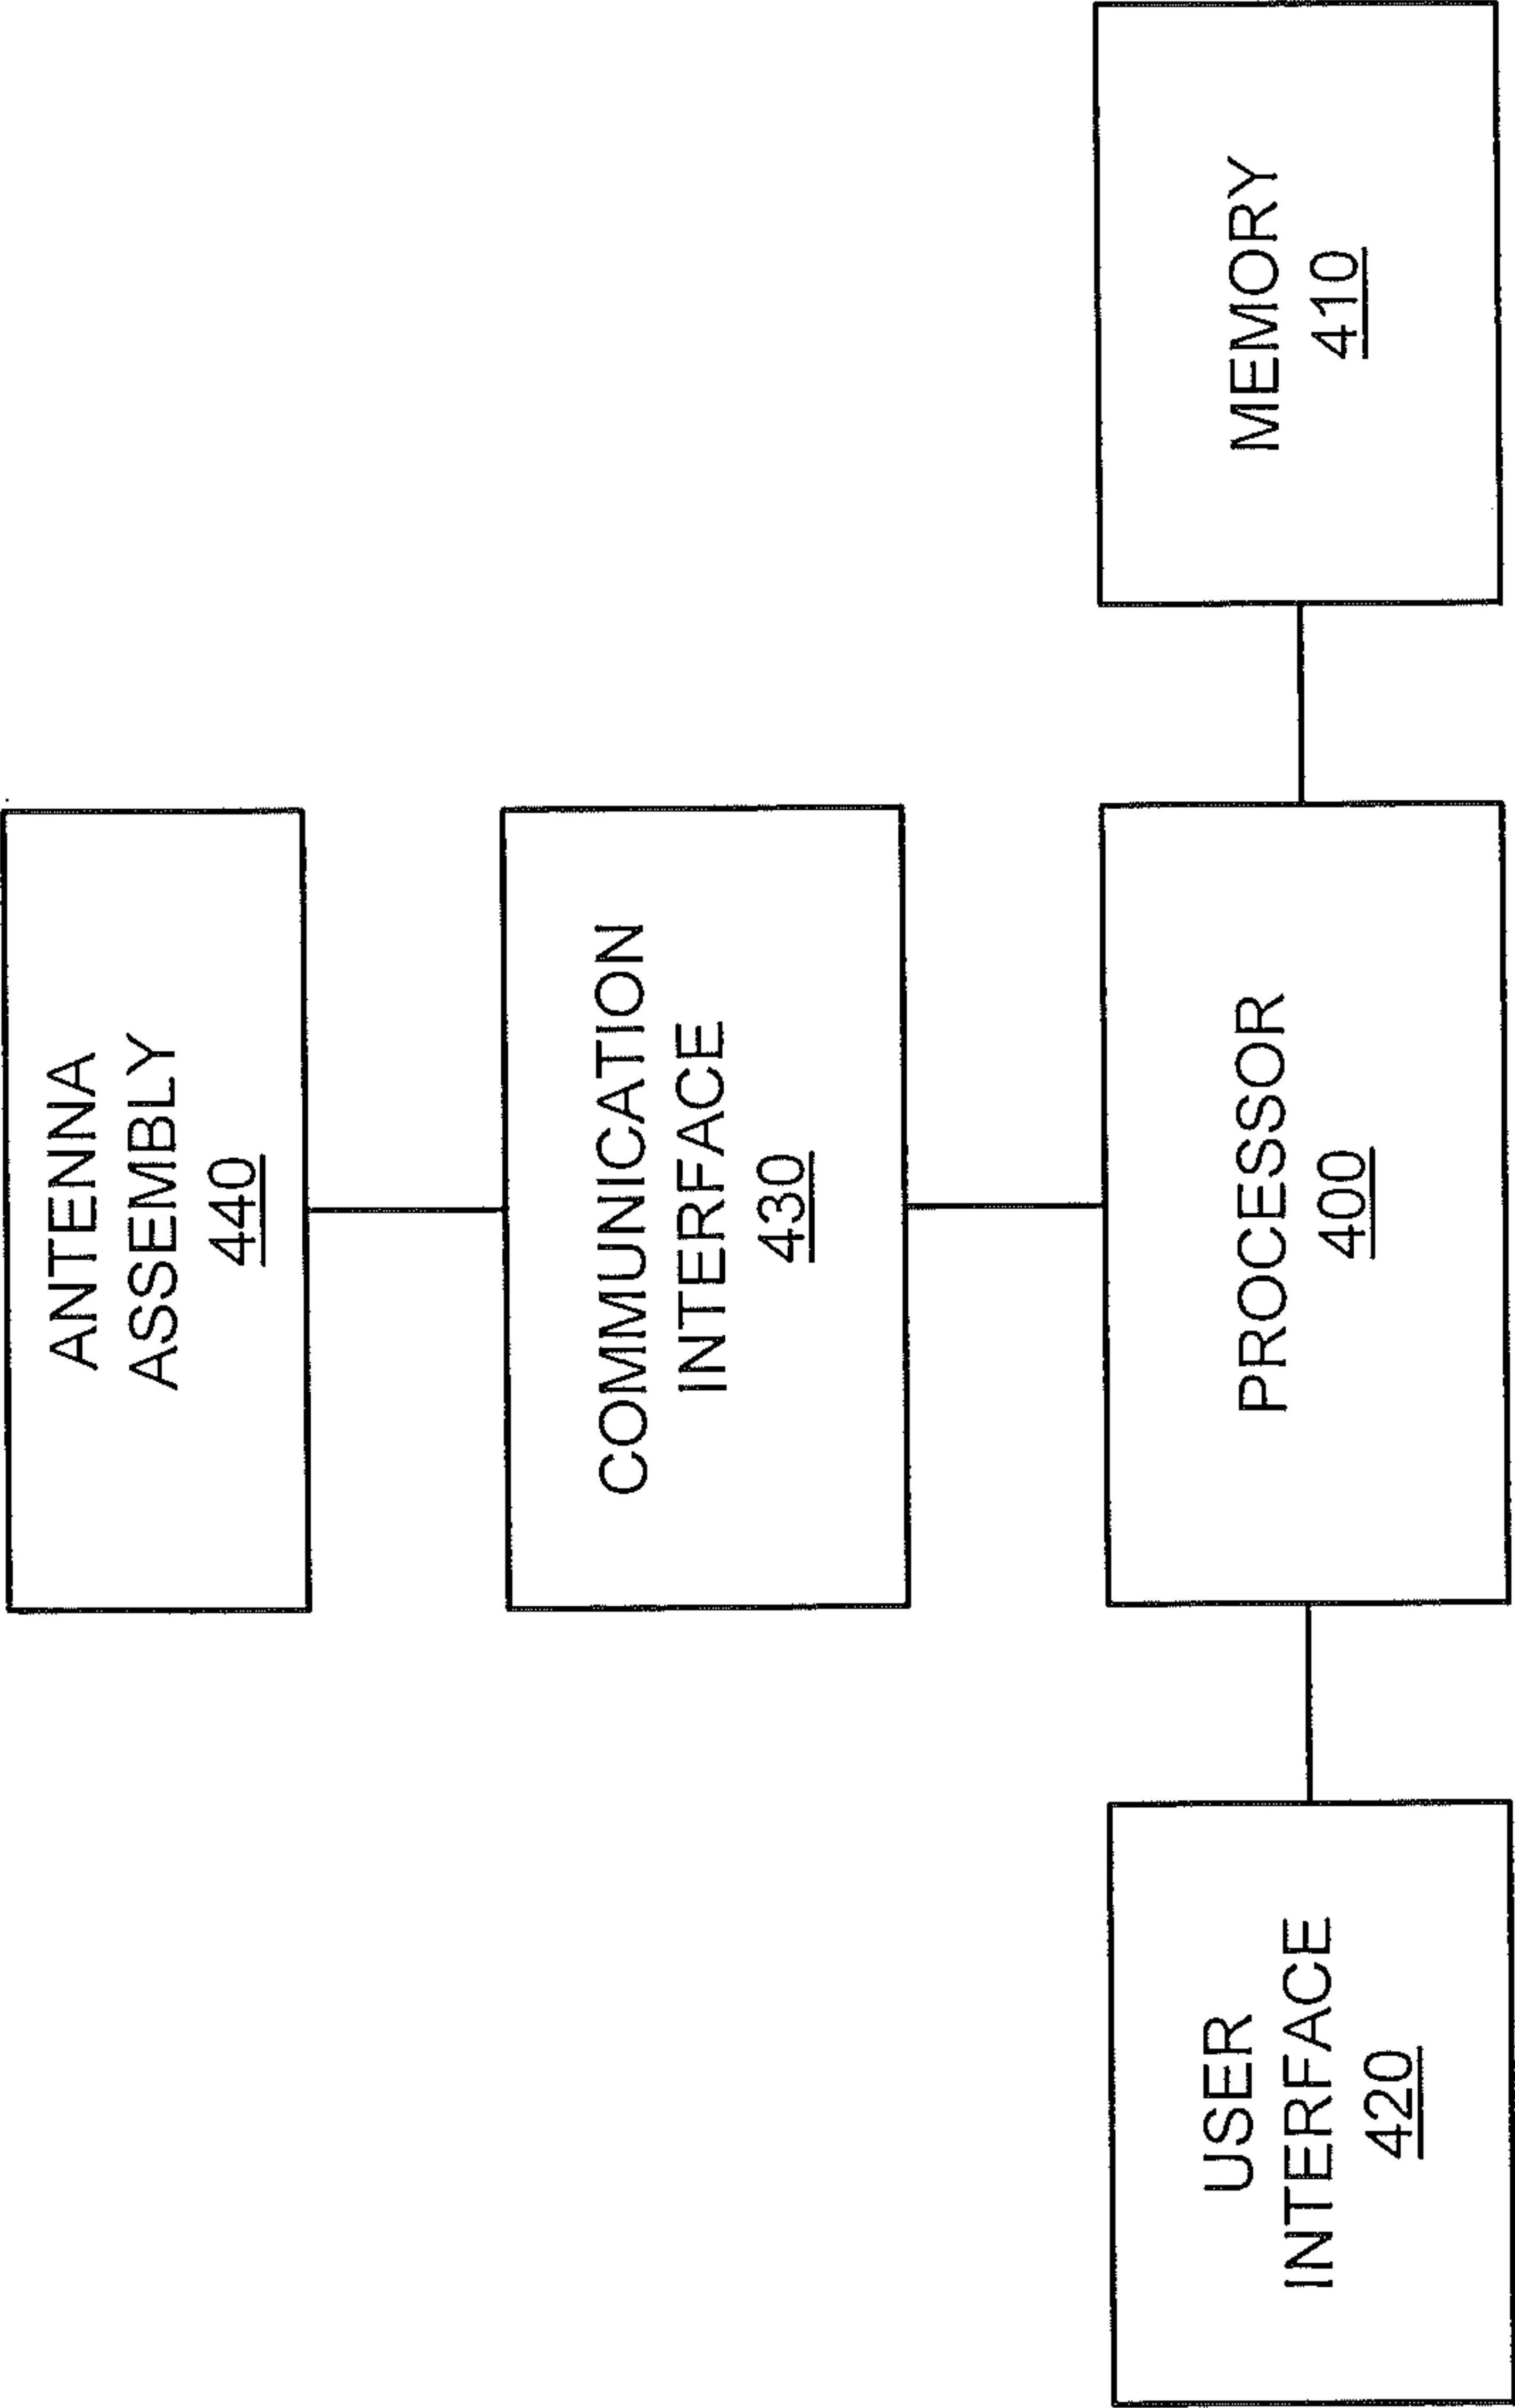 ANTENNA
ASSEMBLY
440
COMMUNICATION
INTERFACE
430
USER
INTERFACE
420
PROCESSOR
400
MEMORY
410